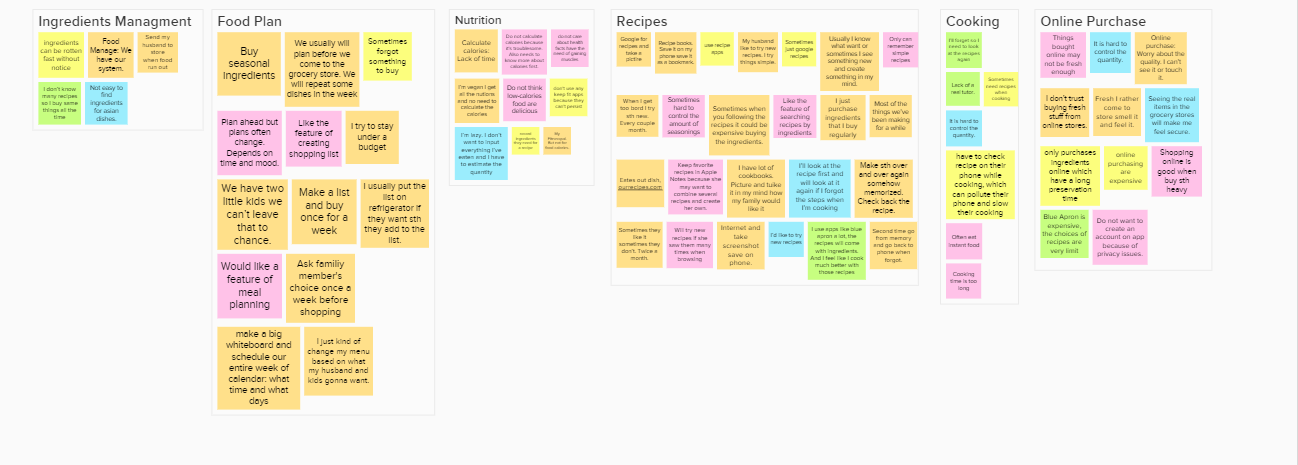 Ingredients Managment
Ingredients
can be rotten
fast without
notice
Food
Manage: We
have our
system.
Send my
husband to
store
when food
run out
I don't know
many recipes
so I buy same
things all the
time
Not easy to
find
ingredients
for asian
dishes.
Food Plan
Buy
seasonal
ingredients
We usually will
plan before we
come to the
grocery store. We
will repeat some
dishes in the week
Sometimes
forgot
something
to buy
Plan ahead but
plans often
change.
Depends on
time and mood.
Like the
feature of
creating
shopping list
I try to stay
under a
budget
We have two
little kids we
can't leave
that to
chance.
Make a list
and buy
once for a
week
I usually put the
list on
refrigerator if
they want sth
they add to the
list.
Would like a
feature of
meal
planning
Ask familiy
member's
choice once a
week before
shopping
make a big
whiteboard and
schedule our
entire week of
calendar: what
time and what
days
I just kind of
change my menu
based on what
my husband and
kids gonna want.
Nutrition
Calculate
calories:
Lack of time
Do not calculate
calories because
it's troublesome.
Also needs to
know more about
calories first.
I'm vegan I get
all the nutrions
and no need to
calculate the
calories
Do not think
low-calories
food are
delicious
don't use any
keep fit apps
because they
can't persist
I'm lazy. I don't
want to input
everything I've
eaten and I have
to estimate the
quantity
Recipes
Google for
recipes and
take a
picture
Recipe books.
Save it on my
phone save it
as a bookmark.
use recipe
apps
My husband
like to try new
recipes. I try
things simple.
Sometimes
just google
recipes
Usually I know
what want or
sometimes I see
something new
and create
something in my
mind.
Only can
remember
simple
recipes
When I get
too bord I try
sth new.
Every couple
month.
Sometimes
hard to
control the
amount of
seasonings
Sometimes when
you following the
recipes it could be
expensive buying
the ingredients.
Like the
feature of
searching
recipes by
ingredients
I just
purchase
ingredients
that I buy
regularly
Most of the
things we've
been making
for a while
Eates out dish,
ourrecipes.com
Keep favorite
recipes in Apple
Notes because she
may want to
combine several
recipes and create
her own.
I have lot of
cookbooks.
Picture and take
it in my mind how
my family would
like it
I'll look at the
recipe first and
will look at it
again if I forgot
the steps when
I'm cooking
Make sth over
and over again
somehow
memorized.
Check back the
recipe.
Sometimes they
like it
sometimes they
don't. Twice a
month.
Will try new
recipes if she
saw them many
times when
browsing
Internet and
take
screenshot
save on
phone.
I'd like to try
new recipes
I use apps like blue
apron a lot, the
recipes will come
with ingredients.
And I feel like I cook
much better with
those recipes
Second time go
from memory
and go back to
phone when
forgot.
Cooking
I'll forget so I
need to look
at the recipes
again
Lack of a
real tutor.
Sometimes
need recipes
when
cooking
It is hard to
control the
quantity.
have to check
recipe on their
phone while
cooking, which
can pollute their
phone and slow
their cooking
Often eat
instant food
Cooking
time is too
long
Online Purchase
Things
bought
online may
not be fresh
enough
It is hard to
control the
quantity.
Online
purchase:
Worry about the
quality. I can't
see it or touch
it.
I don't trust
buying fresh
stuff from
online stores.
Fresh I rather
come to
store smell it
and feel it.
Seeing the real
items in the
grocery stores
will make me
feel secure.
only purchases
ingredients
online which
have a long
preservation
time
online
purchasing
are
expensive
Shopping
online is
good when
buy sth
heavy
Blue Apron is
expensive,
the choices of
recipes are
very limit
Do not want to
create an
account on app
because of
privacy issues.